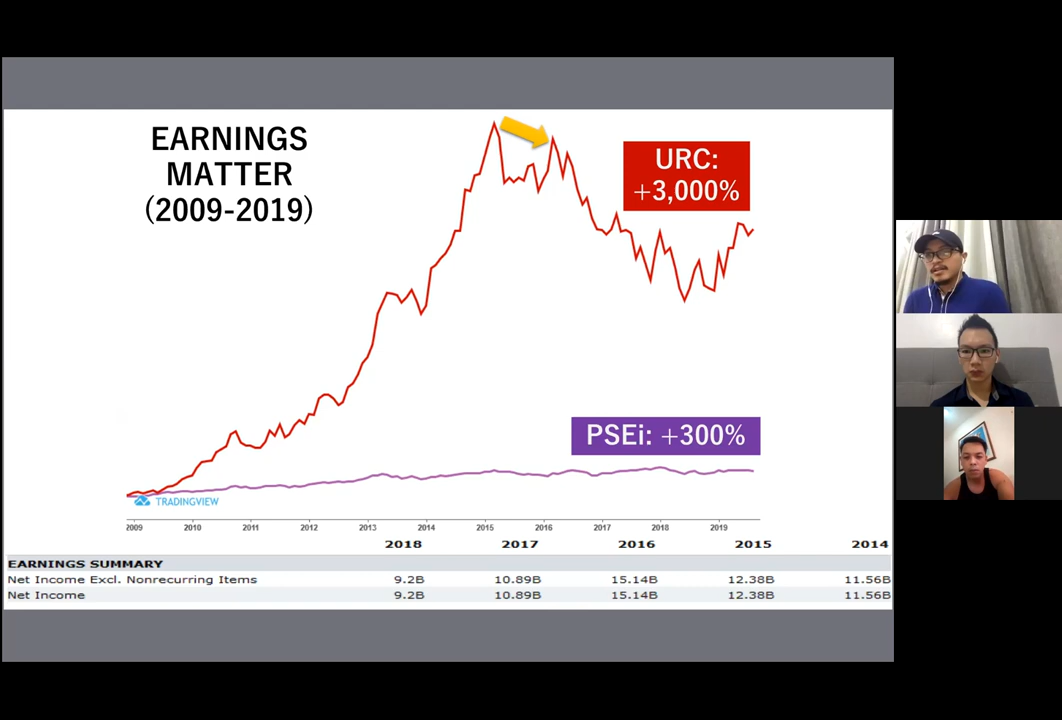 EARNINGS
MATTER
(2009-2019)
URC:
+3,000%
PSEi: +300%
TRADINGVIEW
2009 2010 2011 2012 2013 2014 2015 2016 2017 2018 2019
2018 2017 2016 2015 2014
EARNINGS SUMMARY
Net Income Excl. Nonrecurring Items 9.2B 10.89B 15.14B 12.38B 11.56B
Net Income 9.2B 10.89B 15.14B 12.38B 11.56B